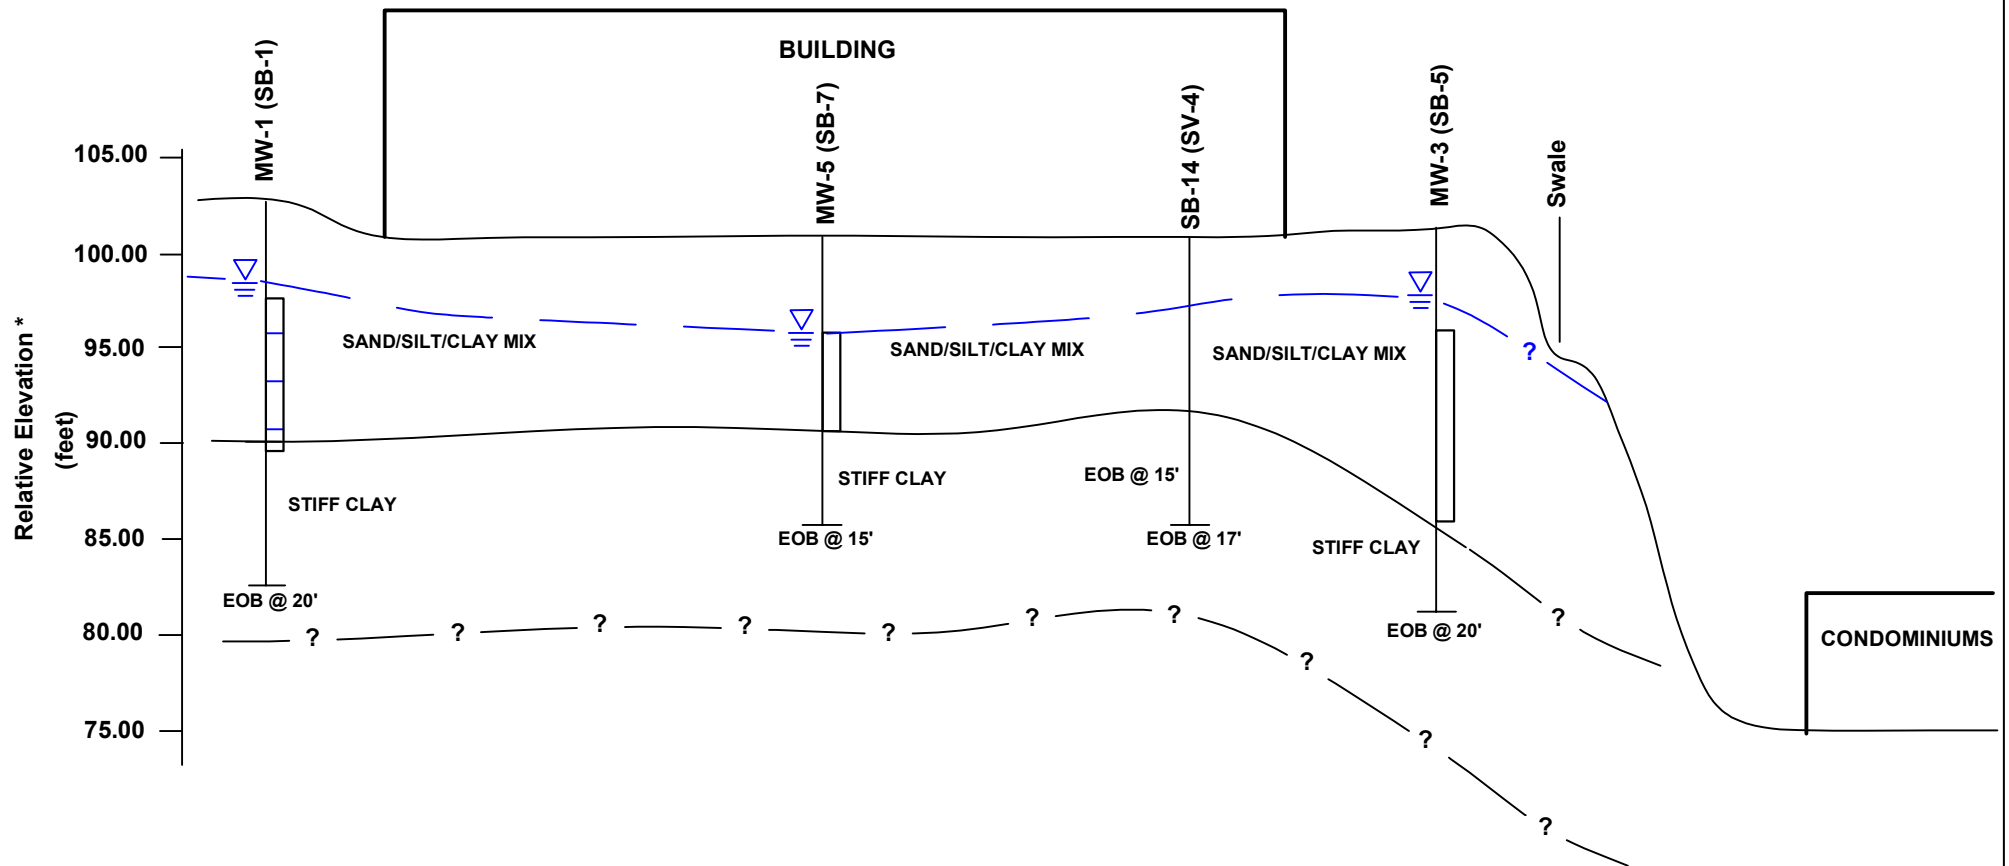 BUILDING
MW-1 (SB-1)
MW-5 (SB-7)
SB-14 (SV-4)
MW-3 (SB-5)
Swale
Relative Elevation *
(feet)
105.00
100.00
95.00
90.00
85.00
80.00
75.00
SAND/SILT/CLAY MIX
SAND/SILT/CLAY MIX
SAND/SILT/CLAY MIX
?
STIFF CLAY
STIFF CLAY
EOB @ 15'
STIFF CLAY
EOB @ 15'
EOB @ 17'
EOB @ 20'
EOB @ 20'
CONDOMINIUMS
? ? ? ? ? ? ? ? ? ?
?